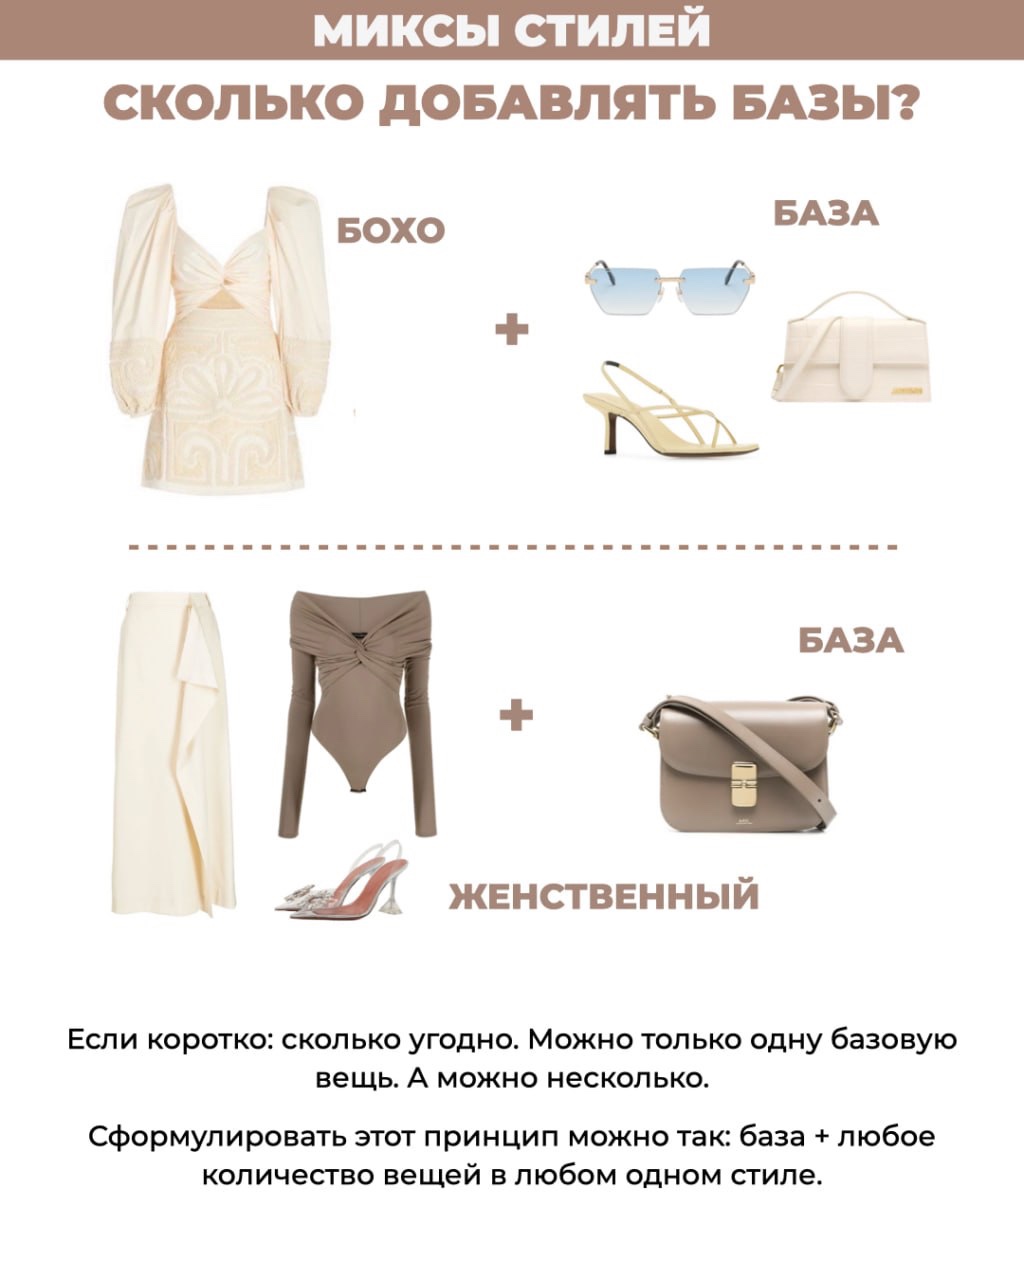 МИКСЫ СТИЛЕЙ
СКОЛЬКО ДОБАВЛЯТЬ БАЗЫ?
БОХО
БАЗА
+
БАЗА
+
ЖЕНСТВЕННЫЙ
Если коротко: сколько угодно. Можно только одну базовую
вещь. А можно несколько.
Сформулировать этот принцип можно так: база + любое
количество вещей в любом одном стиле.